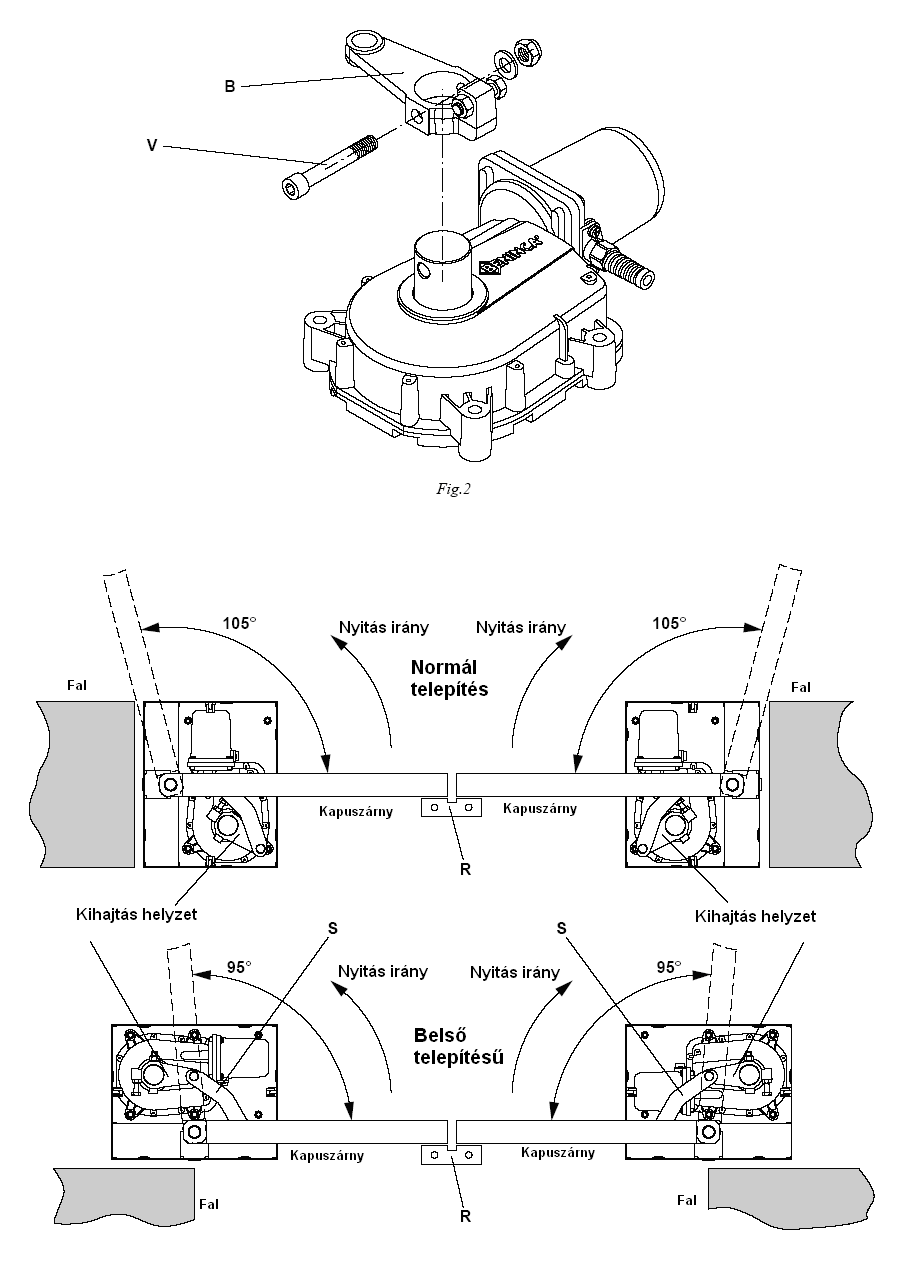 B
V
BENINCA
Fig.2
105° Nyitás irány Nyitás irány 105°
Normál
telepítés
Fal Fal
Kapuszárny Kapuszárny
R
Kihajtás helyzet Kihajtás helyzet
S S
95° Nyitás irány Nyitás irány 95°
Belső
telepítésű
Kapuszárny Kapuszárny
Fal Fal
R